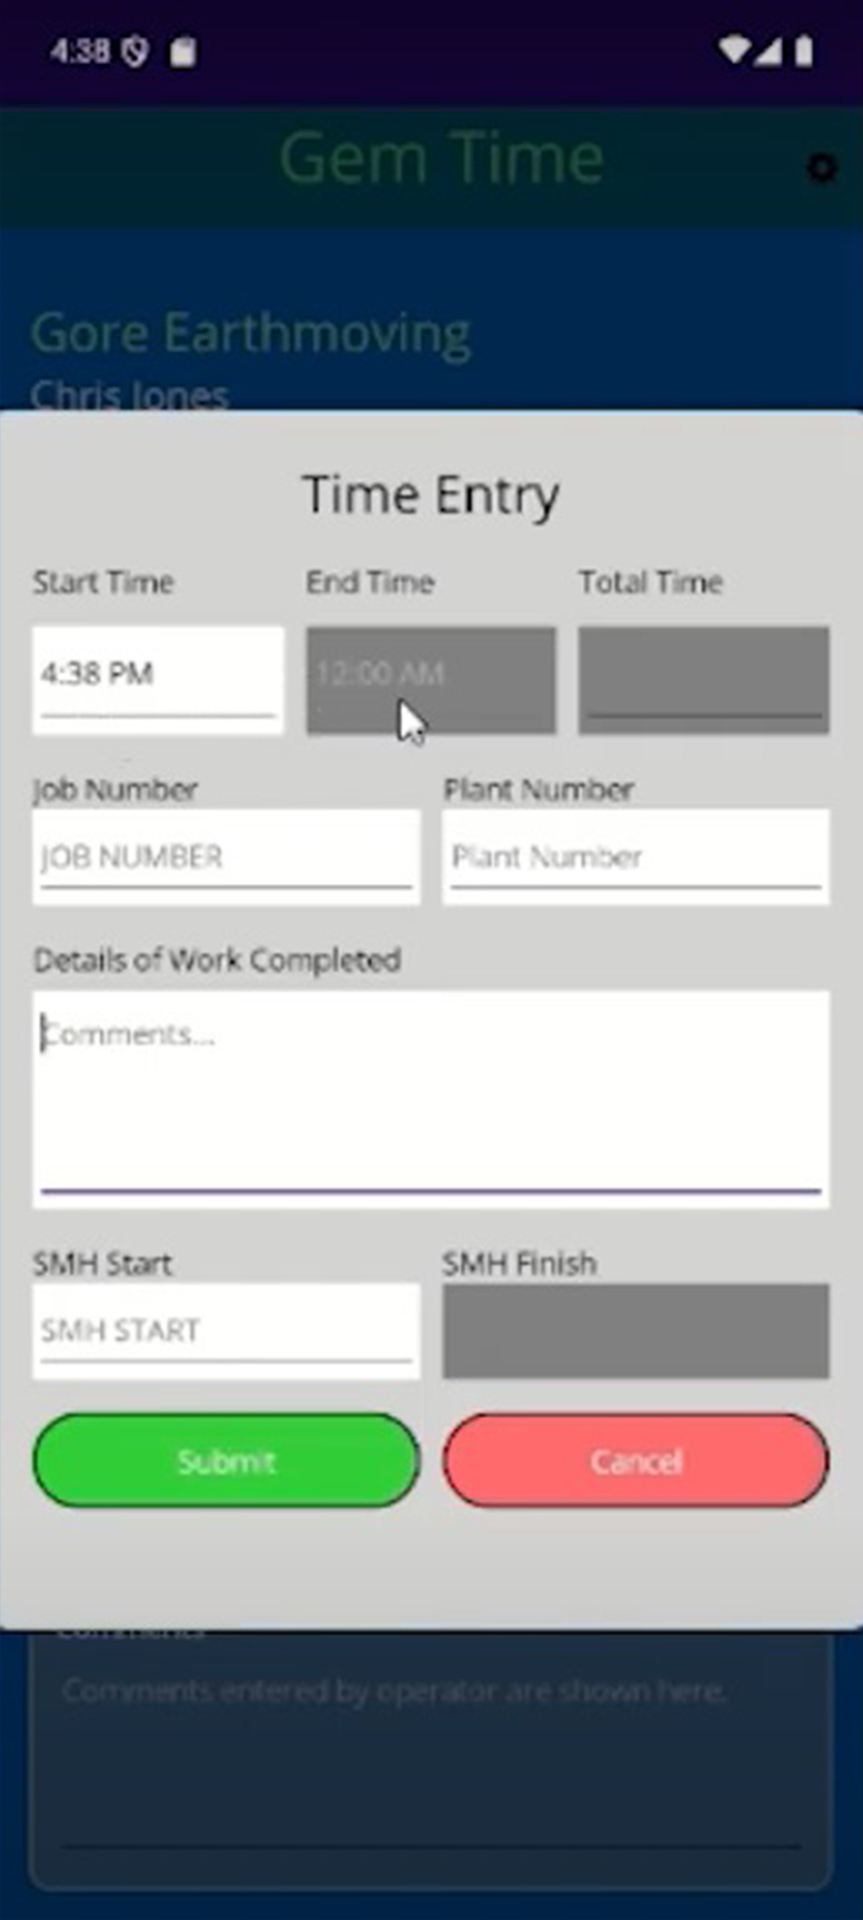 4:38
Gem Time
Gore Earthmoving
Chris Jones
Time Entry
Start Time End Time Total Time
4:38 PM 12:00 AM
Job Number Plant Number
JOB NUMBER Plant Number
Details of Work Completed
Comments...
SMH Start SMH Finish
SMH START
Submit Cancel
Comments
Comments entered by operator are shown here.